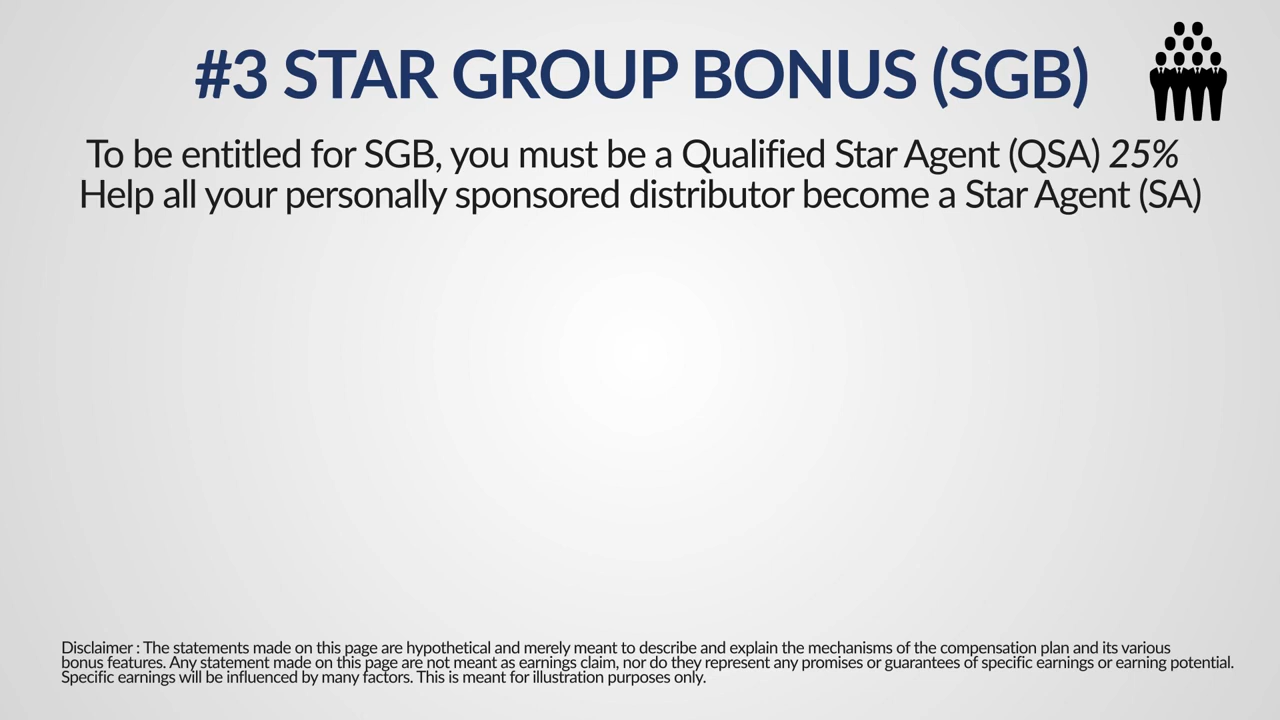 #3 STAR GROUP BONUS (SGB)
To be entitled for SGB, you must be a Qualified Star Agent (QSA) 25%
Help all your personally sponsored distributor become a Star Agent (SA)
Disclaimer : The statements made on this page are hypothetical and merely meant to describe and explain the mechanisms of the compensation plan and its various
bonus features. Any statement made on this page are not meant as earnings claim, nor do they represent any promises or guarantees of specific earnings or earning potential.
Specific earnings will be influenced by many factors. This is meant for illustration purposes only.